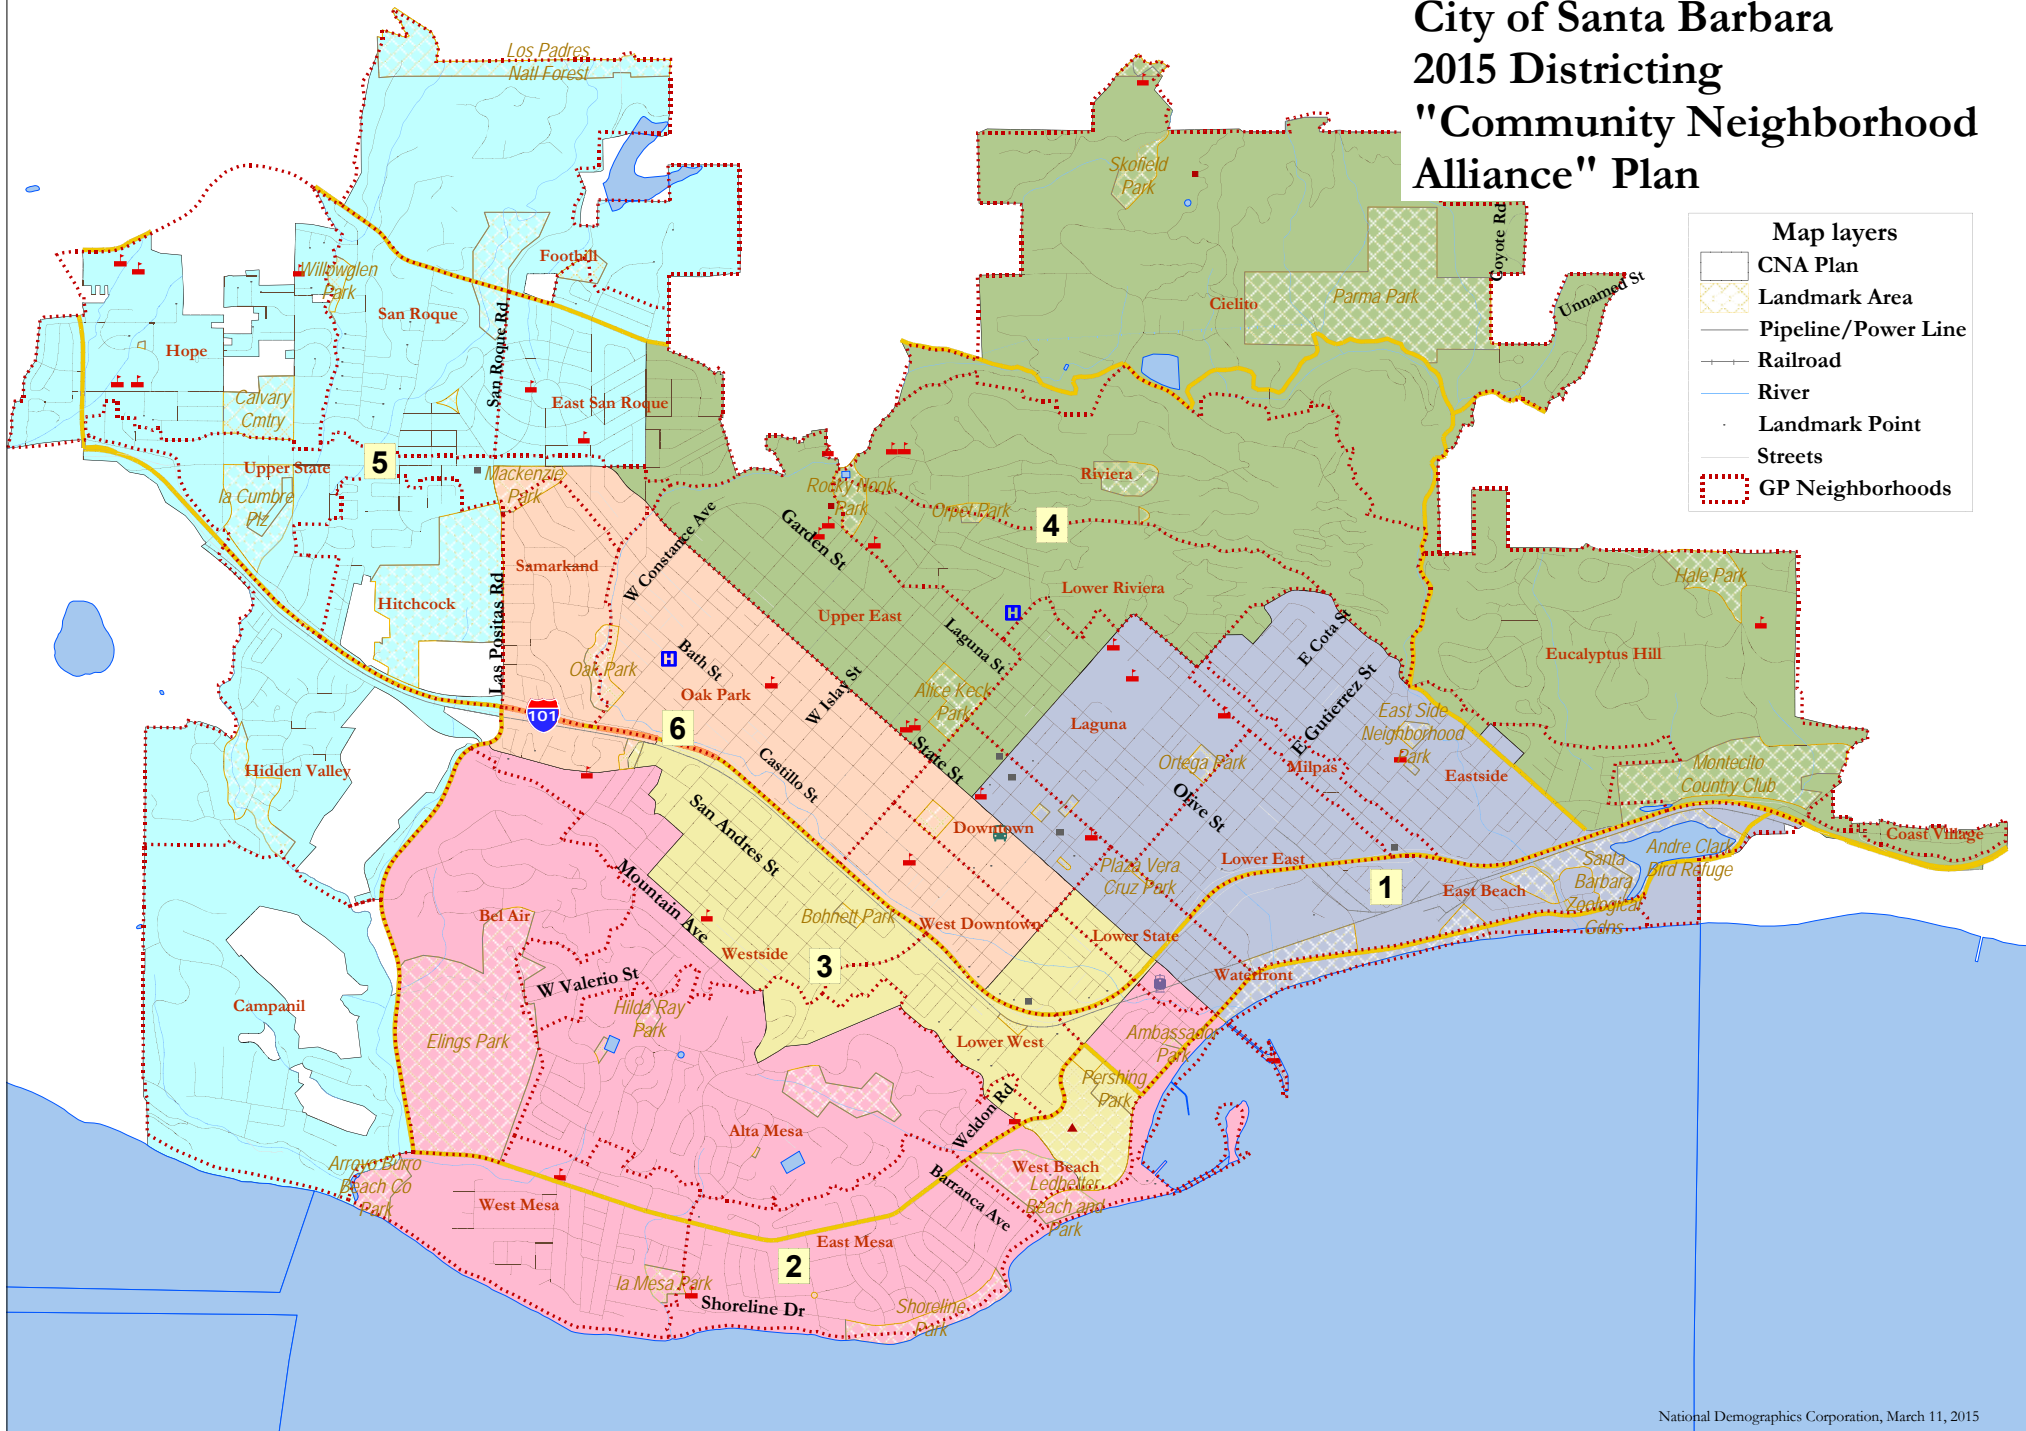 City of Santa Barbara
2015 Districting
"Community Neighborhood
Alliance" Plan
Map layers
CNA Plan
Landmark Area
Pipeline/Power Line
Railroad
River
Landmark Point
Streets
GP Neighborhoods
Los Padres
Natl Forest
Skofield
Park
Coyote Rd
Unnamed St
Foothill
Willowglen
Park
San Roque
San Roque Rd
Cielito
Parma Park
Hope
Calvary
Cmtry
East San Roque
Upper State
5
la Cumbre
Plz
Mackenzie
Park
Rocky Nook
Park
Orpet Park
Riviera
4
Garden St
W Constance Ave
Samarkand
Hitchcock
Las Positas Rd
Lower Riviera
Upper East
H
Laguna St
Hale Park
Eucalyptus Hill
E Cota St
E Gutierrez St
Oak Park
H
Bath St
Oak Park
W Islay St
Alice Keck
Park
Laguna
East Side
Neighborhood
Park
101
6
State St
Castillo St
Ortega Park
Milpas
Eastside
Montecito
Country Club
Hidden Valley
San Andres St
Olive St
Downtown
Coast Village
Mountain Ave
Plaza Vera
Cruz Park
Lower East
1
East Beach
Santa
Barbara
Zoological
Gdns
Andre Clark
Bird Refuge
Bel Air
Bohnett Park
West Downtown
Lower State
Westside
3
W Valerio St
Waterfront
Campanil
Hilda Ray
Park
Elings Park
Lower West
Ambassador
Park
Pershing
Park
Weldon Rd
Alta Mesa
West Beach
Ledbetter
Beach and
Park
Arroyo Burro
Beach Co
Park
Barranca Ave
West Mesa
East Mesa
2
la Mesa Park
Shoreline Dr
Shoreline
Park
National Demographics Corporation, March 11, 2015